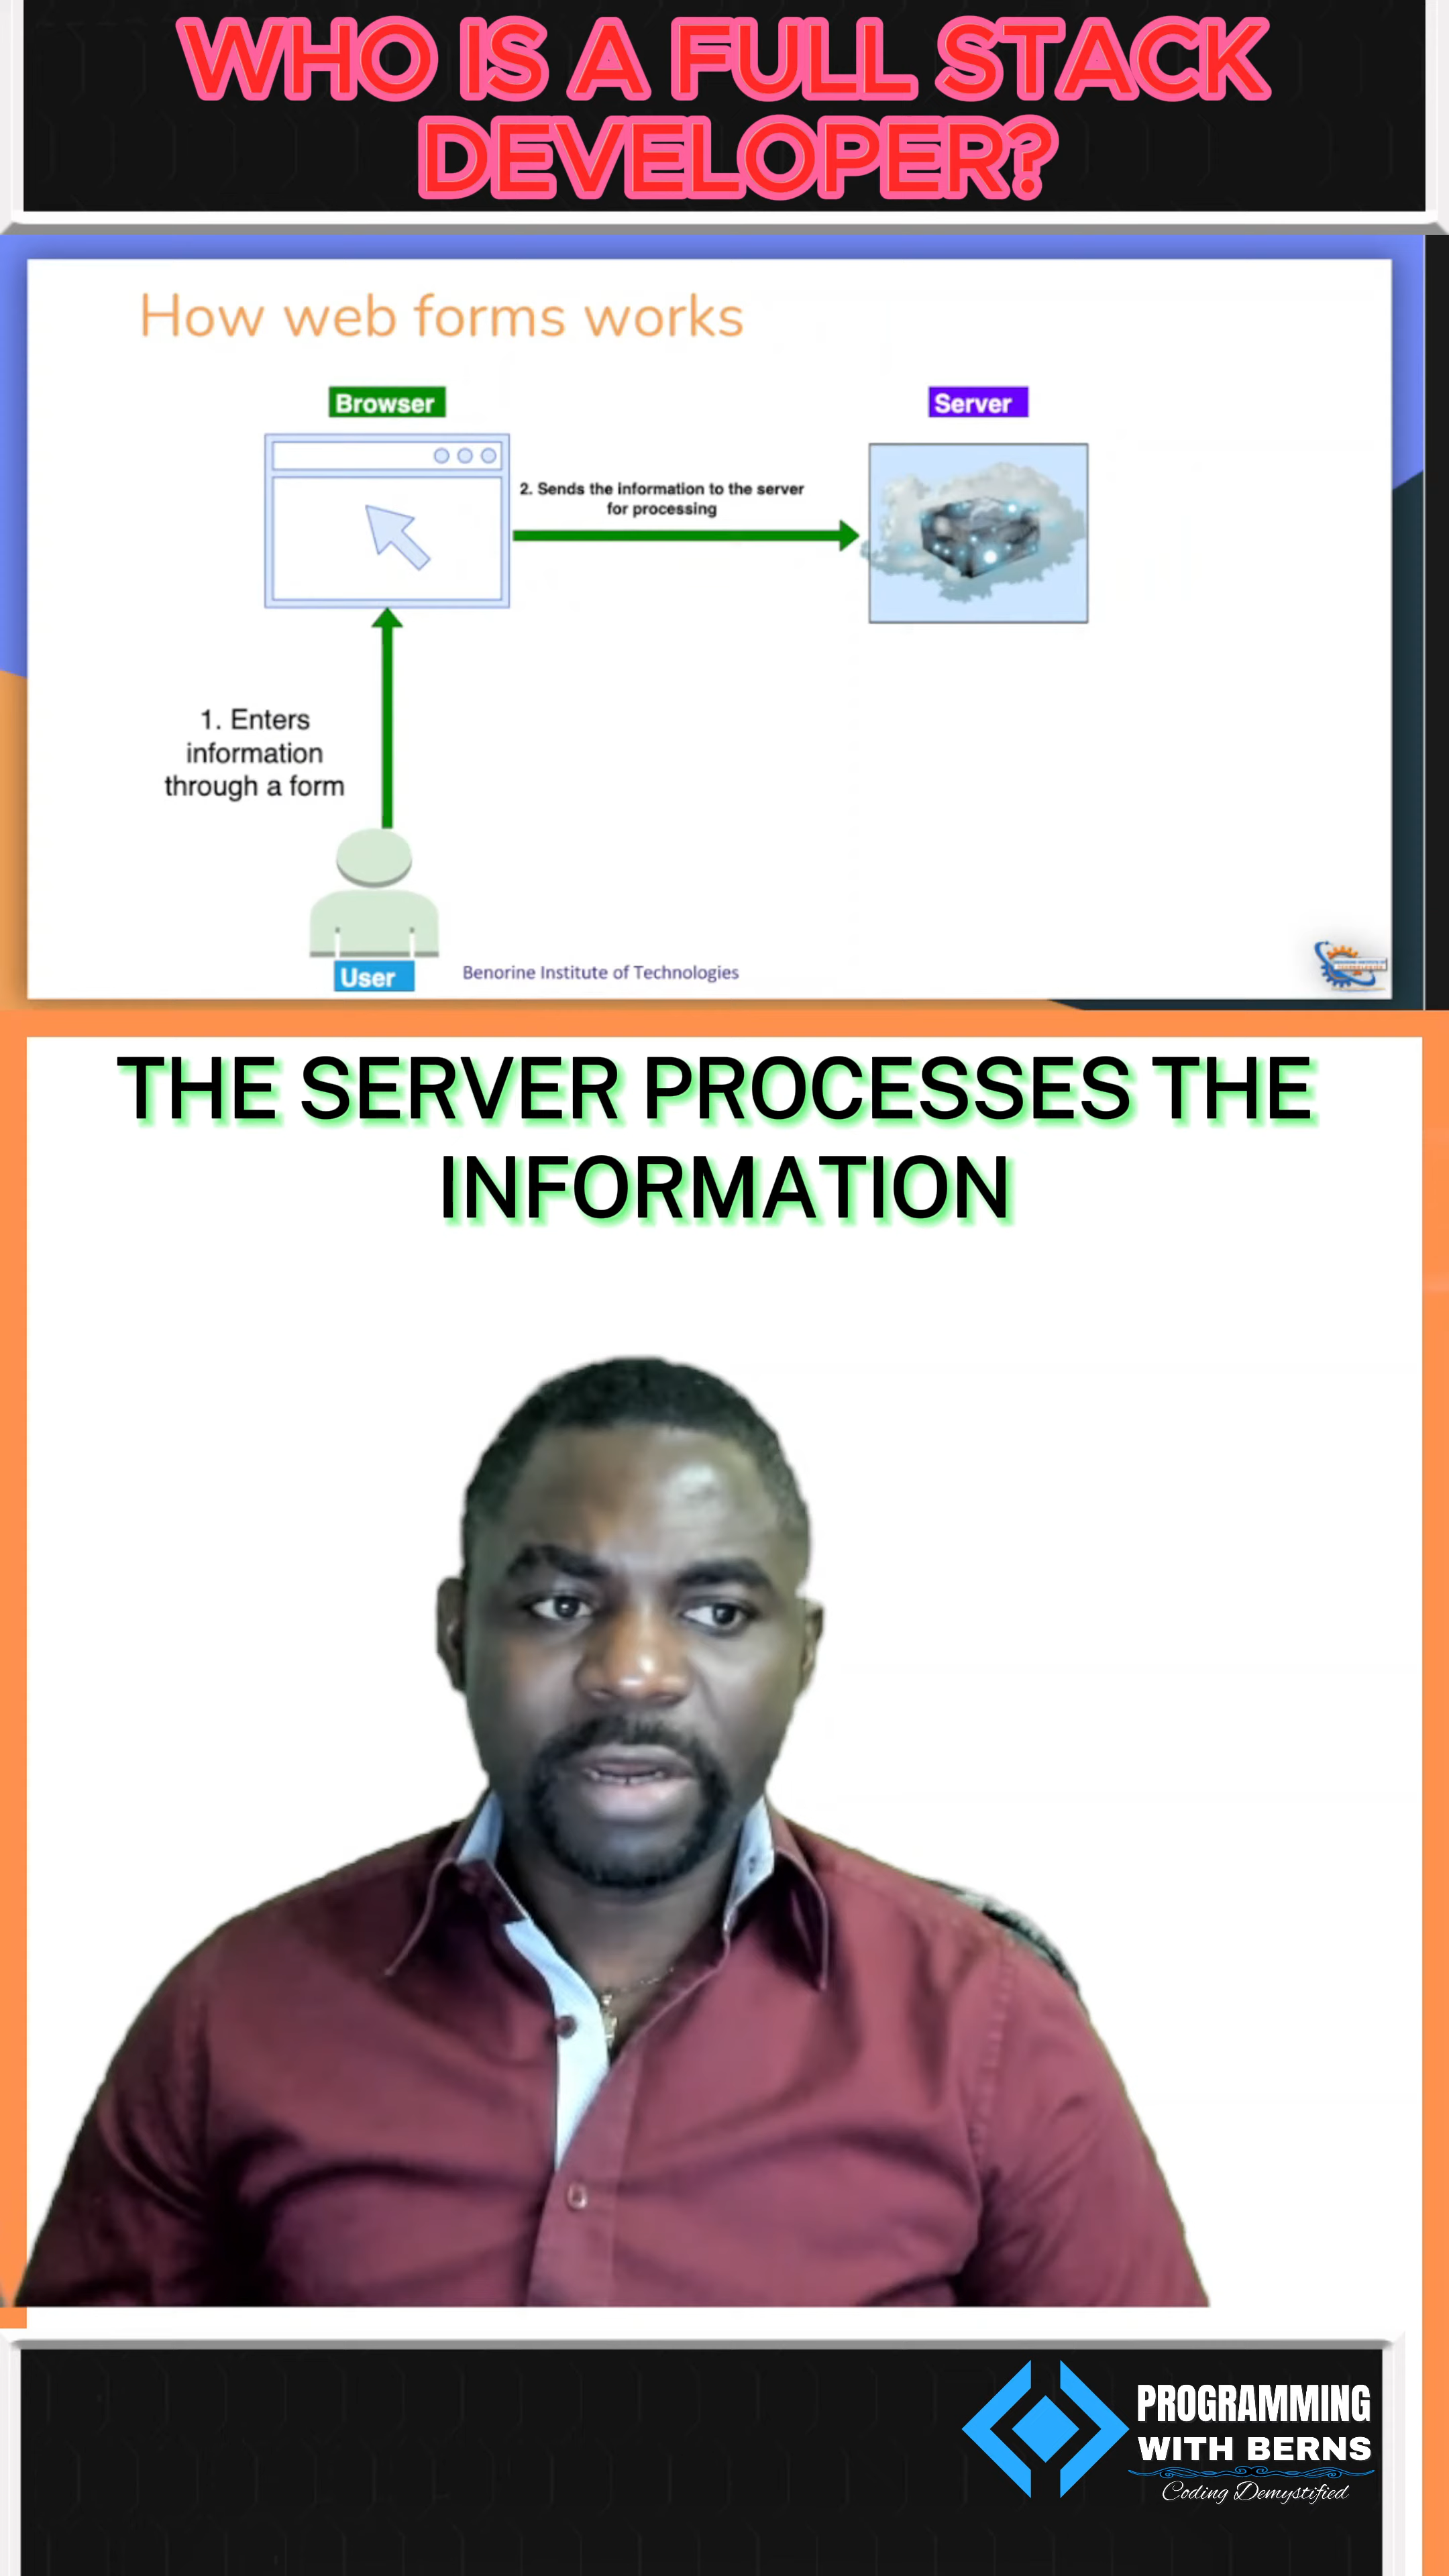 WHO IS A FULL STACK
DEVELOPER?
How web forms works
Browser
Server
2. Sends the information to the server
for processing
1. Enters
information
through a form
User
Benorine Institute of Technologies
THE SERVER PROCESSES THE
INFORMATION
PROGRAMMING
WITH BERNS
Coding Demystified